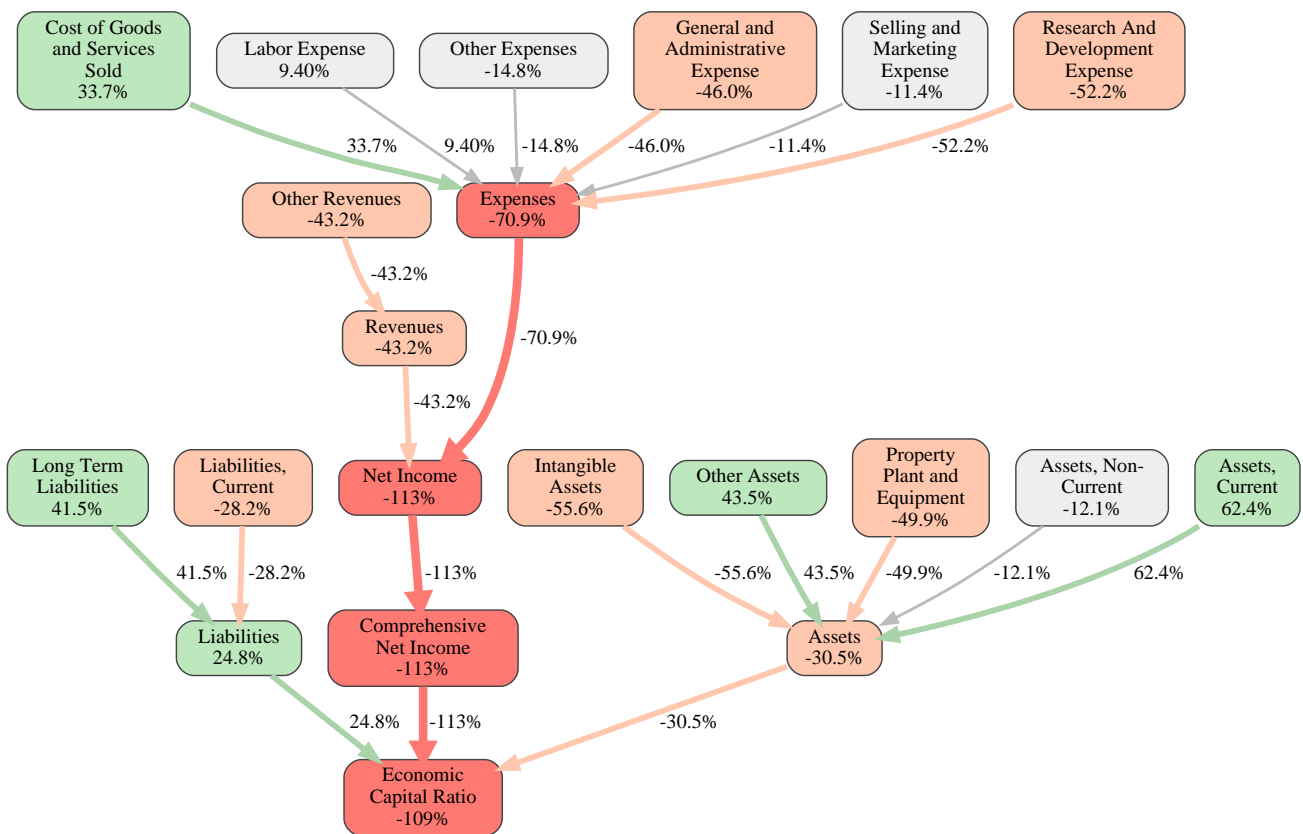 Cost of Goods
and Services
Sold
33.7%
Labor Expense
9.40%
Other Expenses
-14.8%
General and
Administrative
Expense
-46.0%
Selling and
Marketing
Expense
-11.4%
Research And
Development
Expense
-52.2%
33.7%
9.40%
-14.8%
-46.0%
-11.4%
-52.2%
Other Revenues
-43.2%
Expenses
-70.9%
-43.2%
Revenues
-43.2%
-70.9%
-43.2%
Long Term
Liabilities
41.5%
Liabilities,
Current
-28.2%
Net Income
-113%
Intangible
Assets
-55.6%
Other Assets
43.5%
Property
Plant and
Equipment
-49.9%
Assets, Non-
Current
-12.1%
Assets,
Current
62.4%
41.5%
-28.2%
-113%
-55.6%
43.5%
-49.9%
-12.1%
62.4%
Liabilities
24.8%
Comprehensive
Net Income
-113%
Assets
-30.5%
24.8%
-113%
-30.5%
Economic
Capital Ratio
-109%